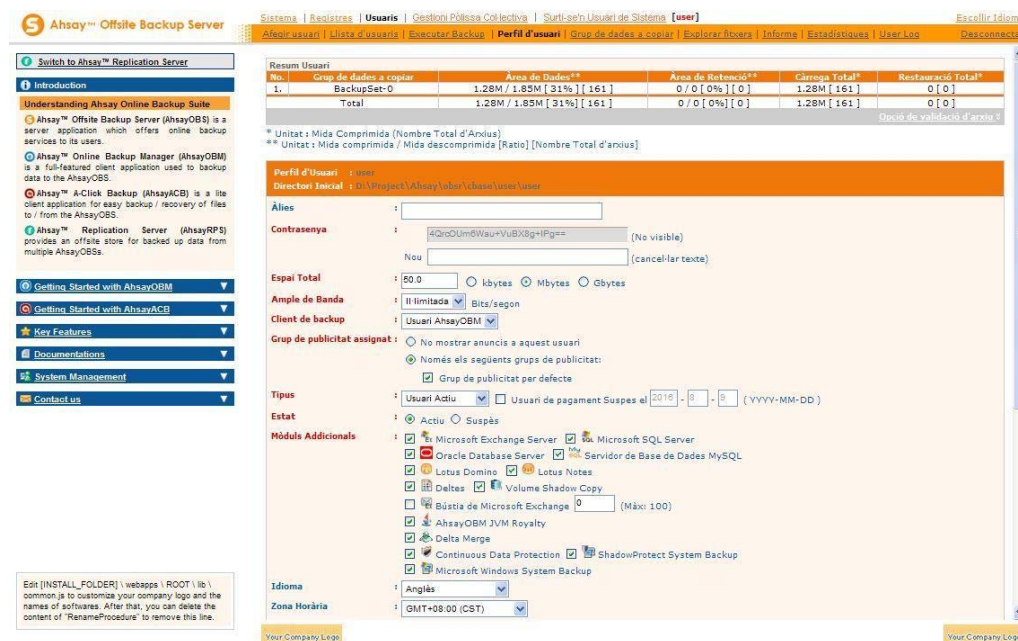 Ahsay™ Offsite Backup Server
Sistema | Registres | Usuaris | Gestioni Pòlissa Col·lectiva | Surti-se'n Usuari de Sistema [user]
Escollir Idiom
Afegir usuari | Llista d'usuaris | Executar Backup | Perfil d'usuari | Grup de dades a copiar | Explorar fitxers | Informe | Estadístiques | User Log
Desconnecta
Switch to Ahsay™ Replication Server
Introduction
Understanding Ahsay Online Backup Suite
Ahsay™ Offsite Backup Server (AhsayOBS) is a
server application which offers online backup
services to its users.
Ahsay™ Online Backup Manager (AhsayOBM)
is a full-featured client application used to backup
data to the AhsayOBS.
Ahsay™ A-Click Backup (AhsayACB) is a lite
client application for easy backup / recovery of files
to / from the AhsayOBS.
Ahsay™ Replication Server (AhsayRPS)
provides an offsite store for backed up data from
multiple AhsayOBSs.
Getting Started with AhsayOBM
Getting Started with AhsayACB
Key Features
Documentations
System Management
Contact us
Edit [INSTALL_FOLDER] \ webapps \ ROOT \ lib \
common.js to customize your company logo and the
names of softwares. After that, you can delete the
content of "RenameProcedure" to remove this line.
Resum Usuari
No. Grup de dades a copiar Àrea de Dades** Àrea de Retenció** Càrrega Total* Restauració Total*
1. BackupSet-0 1.28M / 1.85M [ 31% ] [ 161 ] 0 / 0 [ 0% ] [ 0 ] 1.28M [ 161 ] 0 [ 0 ]
Total 1.28M / 1.85M [ 31%] [ 161 ] 0 / 0 [ 0%] [ 0 ] 1.28M [ 161 ] 0 [ 0 ]
Opció de validació d'arxiu
* Unitat : Mida Comprimida (Nombre Total d'Arxius)
** Unitat : Mida comprimida / Mida descomprimida [Ratio] [Nombre Total d'arxius]
Perfil d'Usuari : user
Directori Inicial : D:\Project\Ahsay\obsr\cbase\user\user
Àlies :
Contrasenya : 4QrcOUm6Wau+VuBX8g+IPg== (No visible)
Nou (cancel·lar texte)
Espai Total : 50.0 kbytes Mbytes Gbytes
Ample de Banda : Il·limitada Bits/segon
Client de backup : Usuari AhsayOBM
Grup de publicitat assignat : No mostrar anuncis a aquest usuari
Només els següents grups de publicitat:
Grup de publicitat per defecte
Tipus : Usuari Actiu Usuari de pagament Suspes el 2016 - 8 - 9 ( YYYY-MM-DD )
Estat : Actiu Suspès
Mòduls Addicionals : Microsoft Exchange Server Microsoft SQL Server
Oracle Database Server Servidor de Base de Dades MySQL
Lotus Domino Lotus Notes
Deltes Volume Shadow Copy
Bústia de Microsoft Exchange 0 (Màx: 100)
AhsayOBM JVM Royalty
Delta Merge
Continuous Data Protection ShadowProtect System Backup
Microsoft Windows System Backup
Idioma : Anglès
Zona Horària : GMT+08:00 (CST)
Your Company Logo
Your Company Logo